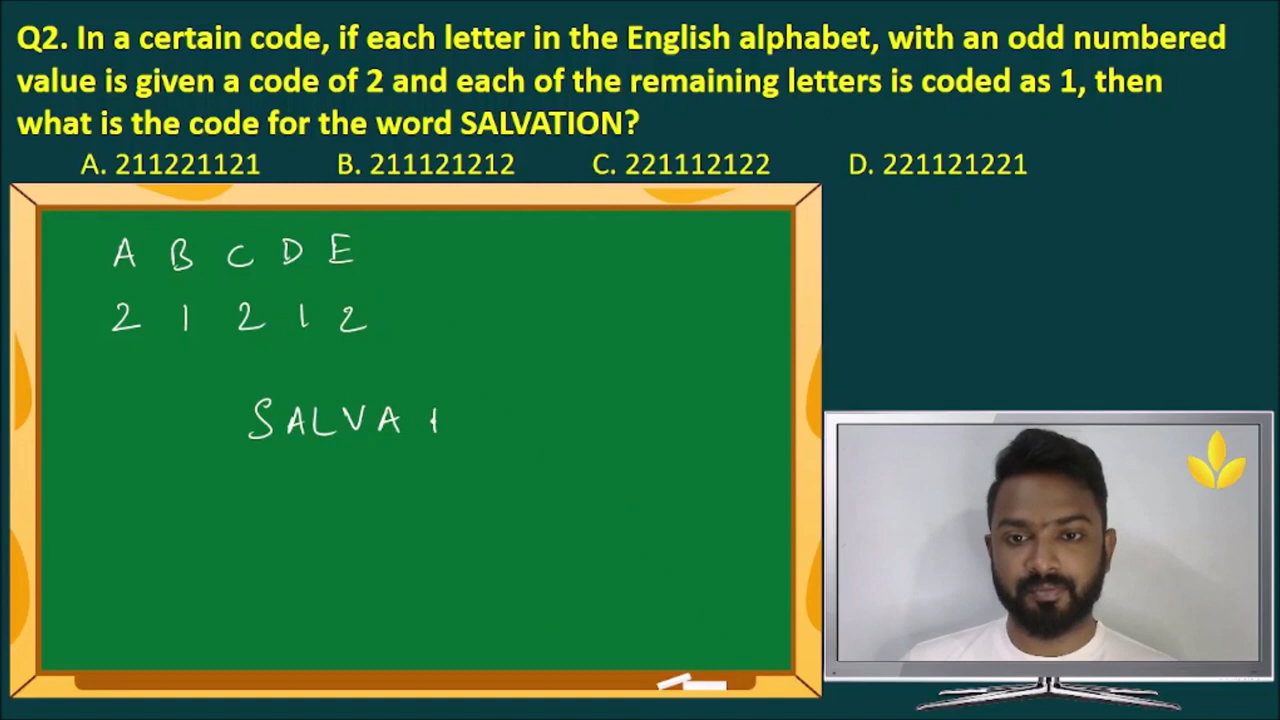 Q2. In a certain code, if each letter in the English alphabet, with an odd numbered
value is given a code of 2 and each of the remaining letters is coded as 1, then
what is the code for the word SALVATION?
A. 211221121 B. 211121212 C. 221112122 D. 221121221
A B C D E
2 1 2 1 2
SALVA